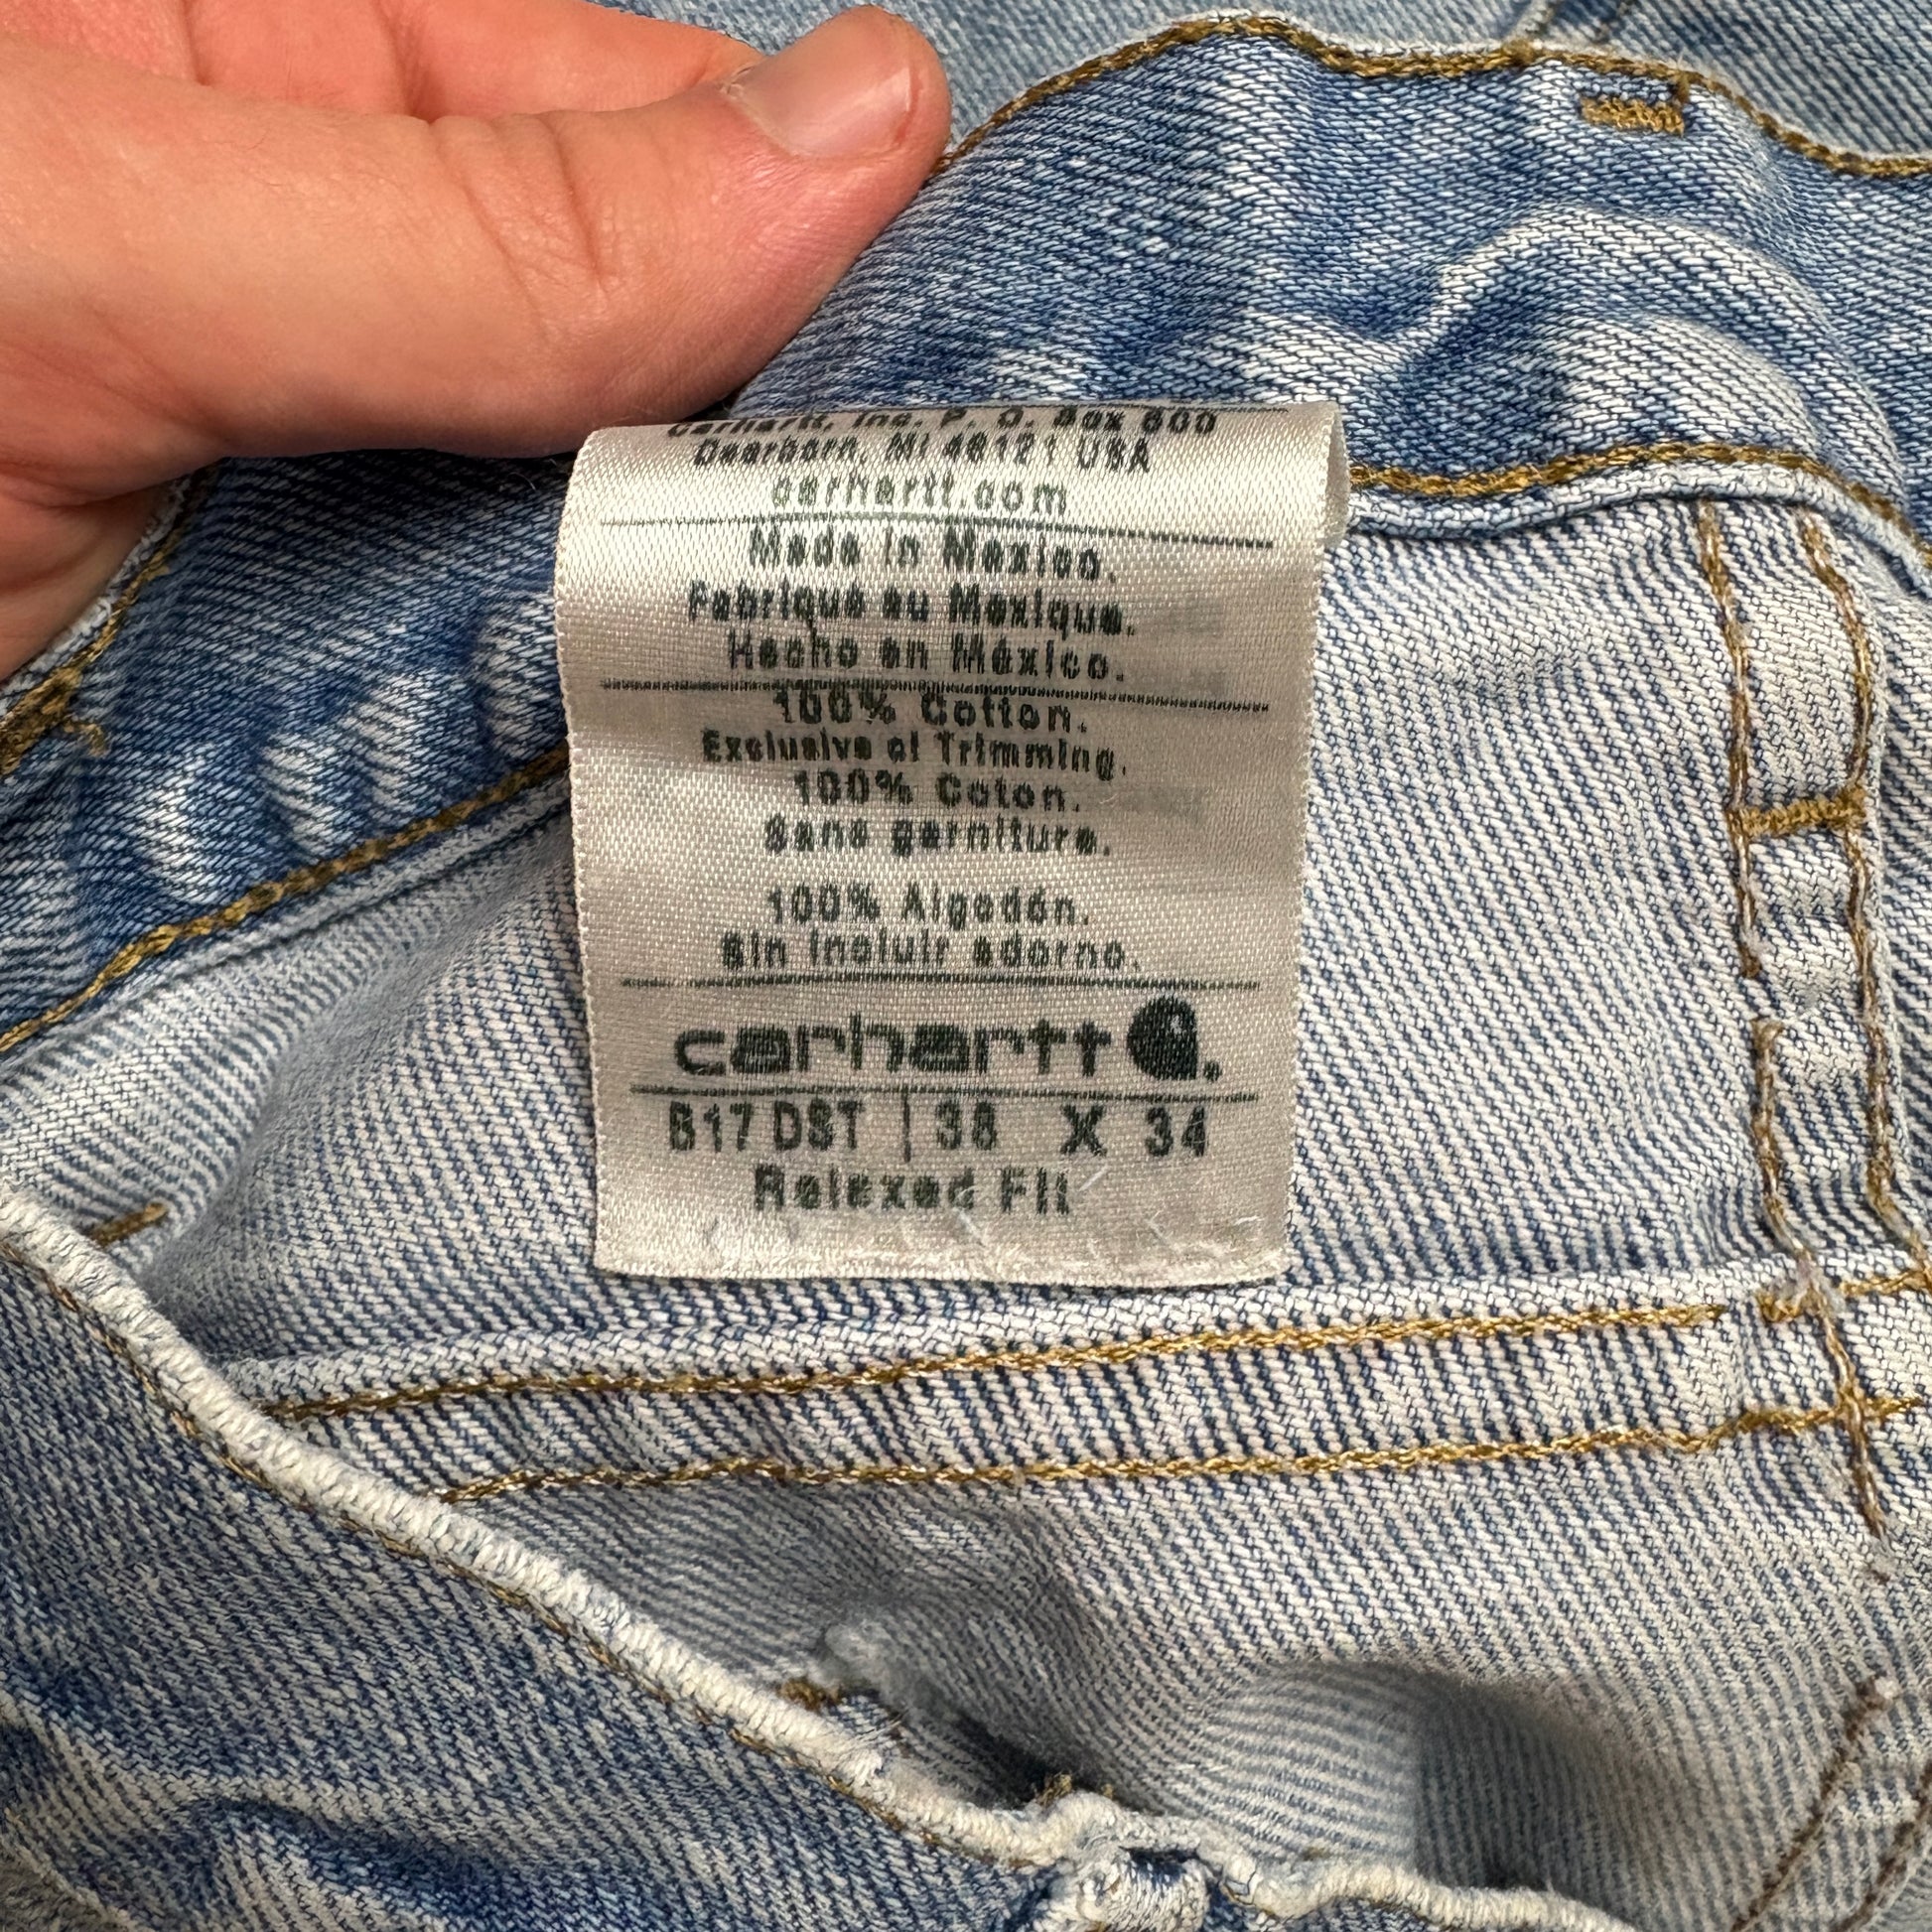 Carhartt, Inc. P. O. Box 600
Dearborn, MI 48121 USA
carhartt.com
Made in Mexico.
Fabriqué au Mexique.
Hecho en México.
100% Cotton.
Exclusive of Trimming.
100% Coton.
Sans garniture.
100% Algodón.
Sin incluir adorno.
carhartt
B17 DST | 38 X 34
Relaxed Fit